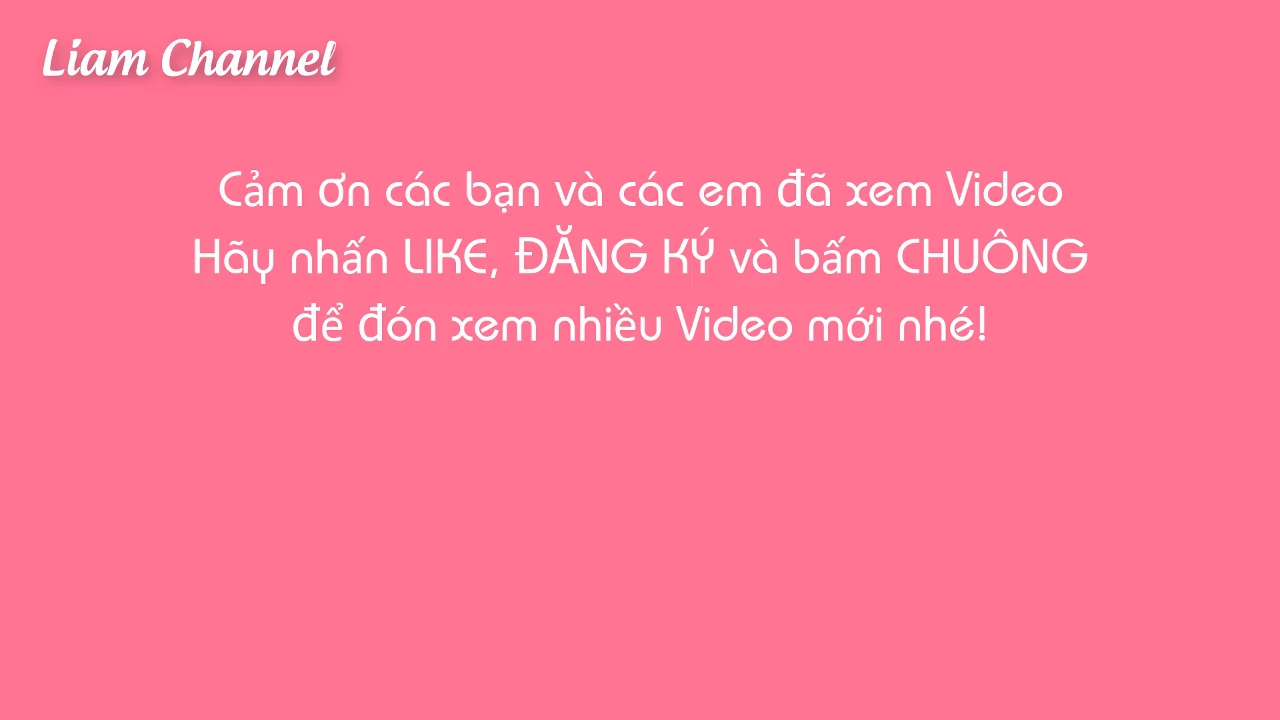 Liam Channel
Cảm ơn các bạn và các em đã xem Video
Hãy nhấn LIKE, ĐĂNG KÝ và bấm CHUÔNG
để đón xem nhiều Video mới nhé!